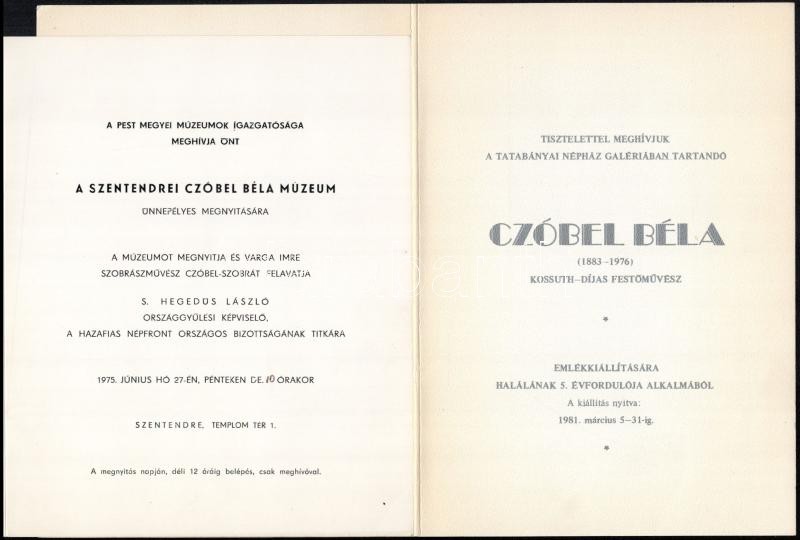 A PEST MEGYEI MÚZEUMOK IGAZGATÓSÁGA
MEGHÍVJA ÖNT
A SZENTENDREI CZÓBEL BÉLA MÚZEUM
ÜNNEPÉLYES MEGNYITÁSÁRA
A MÚZEUMOT MEGNYITJA ÉS VARGA IMRE
SZOBRÁSZMŰVÉSZ CZÓBEL-SZOBRÁT FELAVATJA
S. HEGEDŰS LÁSZLÓ
ORSZÁGGYŰLÉSI KÉPVISELŐ,
A HAZAFIAS NÉPFRONT ORSZÁGOS BIZOTTSÁGÁNAK TITKÁRA
1975. JÚNIUS HÓ 27-ÉN, PÉNTEKEN DE. 10 ÓRAKOR
SZENTENDRE, TEMPLOM TÉR 1.
A megnyitás napján, déli 12 óráig belépés, csak meghívóval.
TISZTELETTEL MEGHÍVJUK
A TATABÁNYAI NÉPHÁZ GALÉRIÁBAN TARTANDÓ
CZÓBEL BÉLA
(1883–1976)
KOSSUTH–DÍJAS FESTŐMŰVÉSZ
*
EMLÉKKIÁLLÍTÁSÁRA
HALÁLÁNAK 5. ÉVFORDULÓJA ALKALMÁBÓL
A kiállítás nyitva:
1981. március 5–31-ig.
*